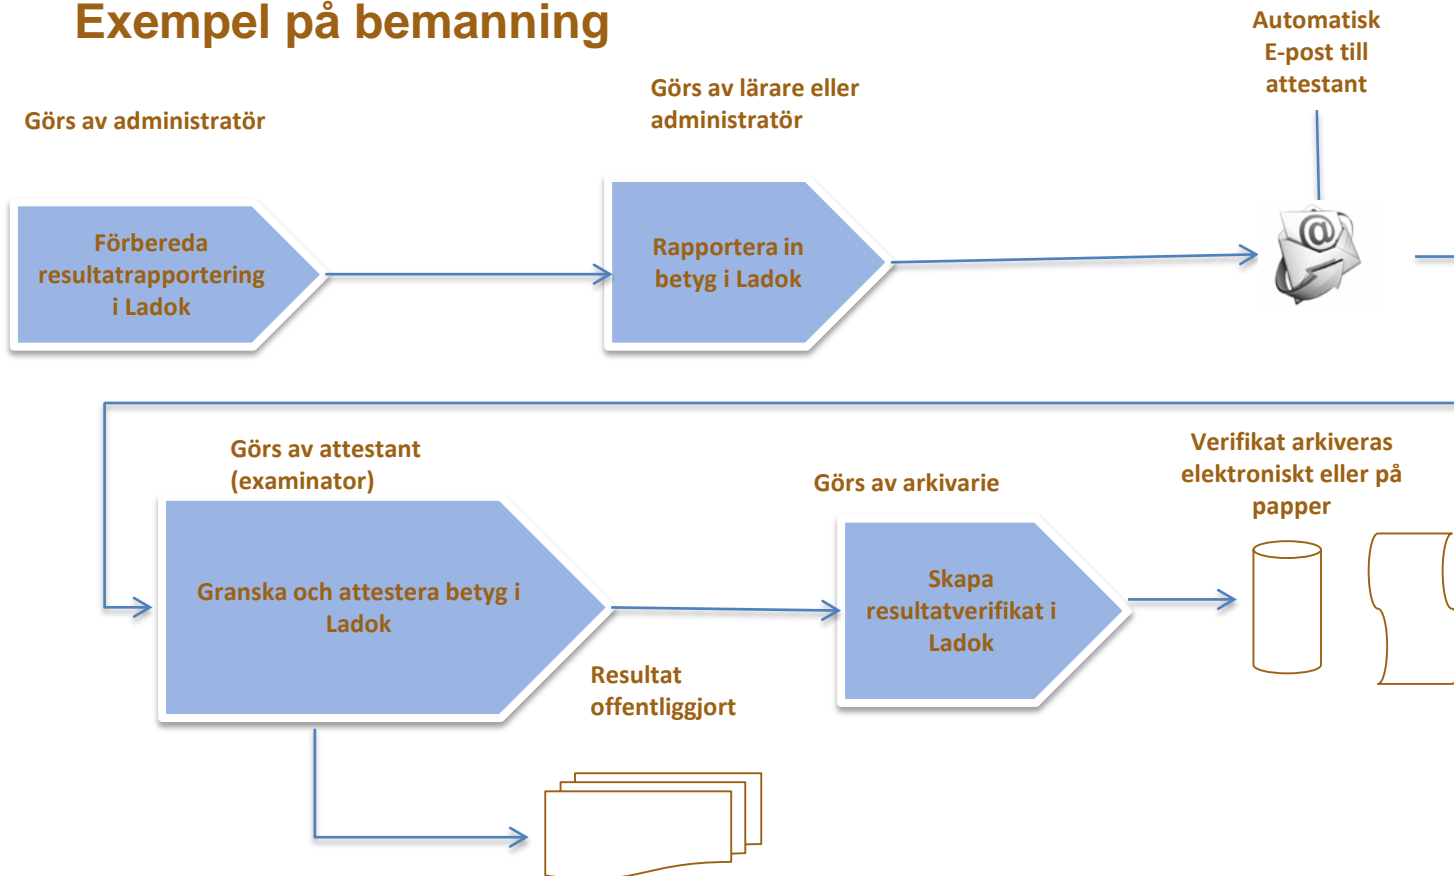 Exempel på bemanning
Automatisk
E-post till
attestant
Görs av administratör
Görs av lärare eller
administratör
Förbereda
resultatrapportering
i Ladok
Rapportera in
betyg i Ladok
@
Görs av attestant
(examinator)
Görs av arkivarie
Verifikat arkiveras
elektroniskt eller på
papper
Granska och attestera betyg i
Ladok
Skapa
resultatverifikat i
Ladok
Resultat
offentliggjort